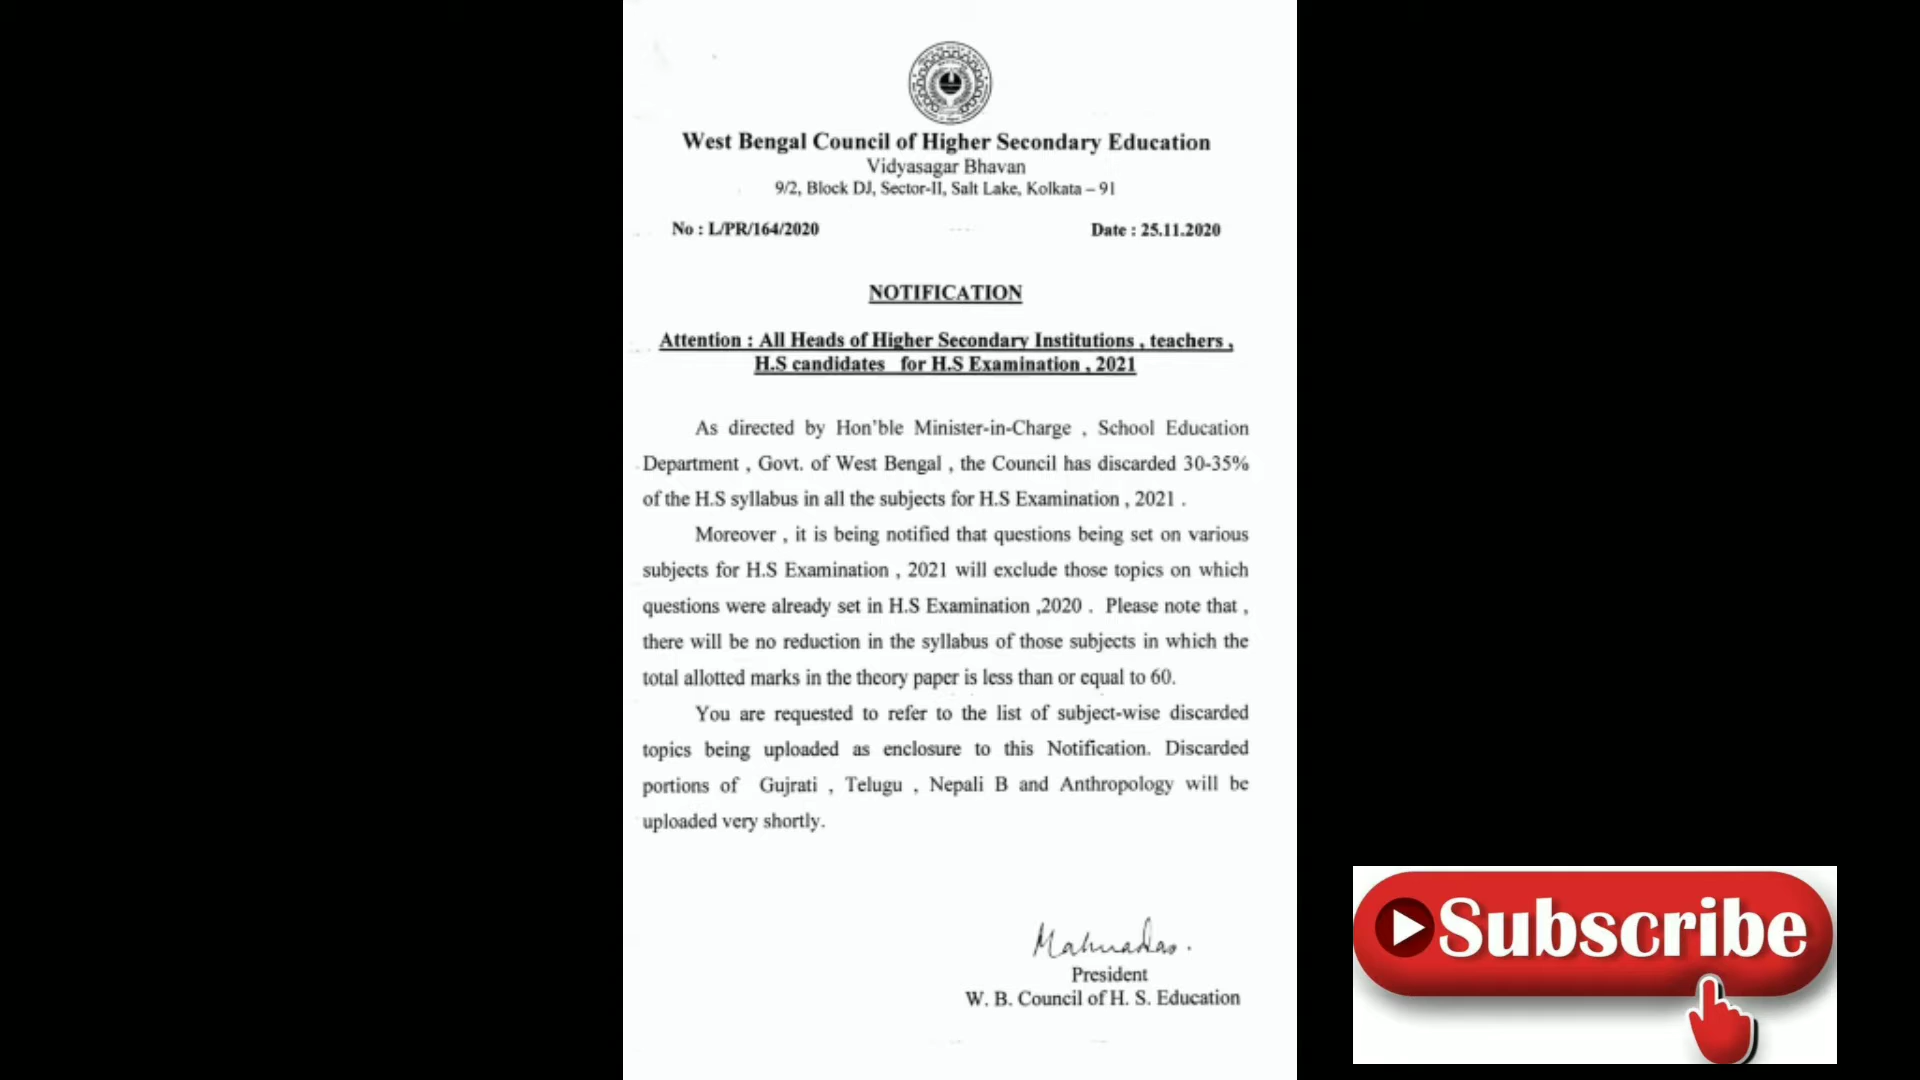 West Bengal Council of Higher Secondary Education
Vidyasagar Bhavan
9/2, Block DJ, Sector-II, Salt Lake, Kolkata – 91
No : L/PR/164/2020
Date : 25.11.2020
NOTIFICATION
Attention : All Heads of Higher Secondary Institutions , teachers ,
H.S candidates for H.S Examination , 2021
As directed by Hon’ble Minister-in-Charge , School Education
Department , Govt. of West Bengal , the Council has discarded 30-35%
of the H.S syllabus in all the subjects for H.S Examination , 2021 .
Moreover , it is being notified that questions being set on various
subjects for H.S Examination , 2021 will exclude those topics on which
questions were already set in H.S Examination ,2020 . Please note that ,
there will be no reduction in the syllabus of those subjects in which the
total allotted marks in the theory paper is less than or equal to 60.
You are requested to refer to the list of subject-wise discarded
topics being uploaded as enclosure to this Notification. Discarded
portions of Gujrati , Telugu , Nepali B and Anthropology will be
uploaded very shortly.
President
W. B. Council of H. S. Education
Subscribe